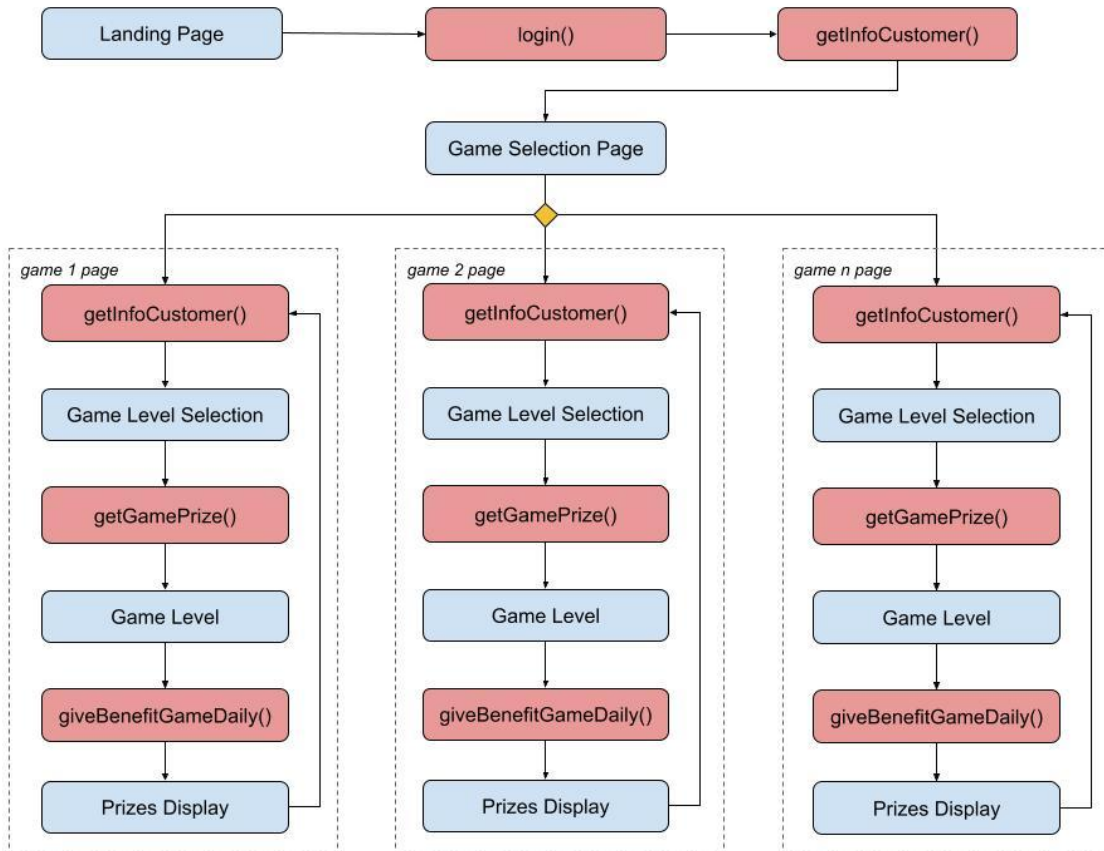 Landing Page
login()
getInfoCustomer()
Game Selection Page
game 1 page
getInfoCustomer()
Game Level Selection
getGamePrize()
Game Level
giveBenefitGameDaily()
Prizes Display
game 2 page
getInfoCustomer()
Game Level Selection
getGamePrize()
Game Level
giveBenefitGameDaily()
Prizes Display
game n page
getInfoCustomer()
Game Level Selection
getGamePrize()
Game Level
giveBenefitGameDaily()
Prizes Display